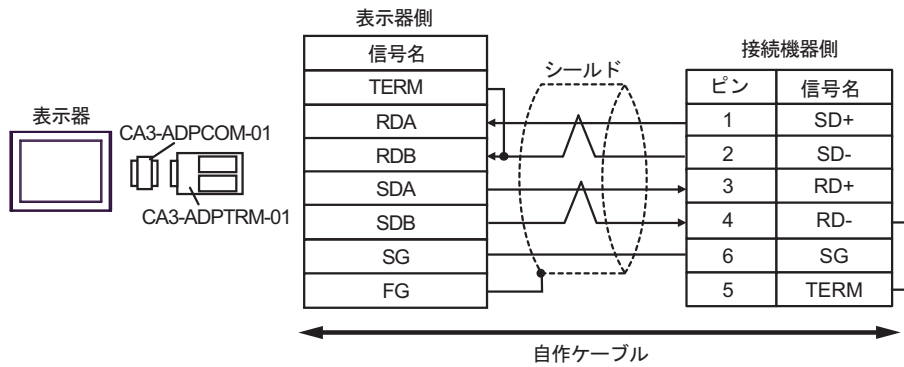 表示器側
接続機器側
信号名
TERM
RDA
RDB
SDA
SDB
SG
FG
シールド
ピン 信号名
1 SD+
2 SD-
3 RD+
4 RD-
6 SG
5 TERM
表示器
CA3-ADPCOM-01
CA3-ADPTRM-01
自作ケーブル